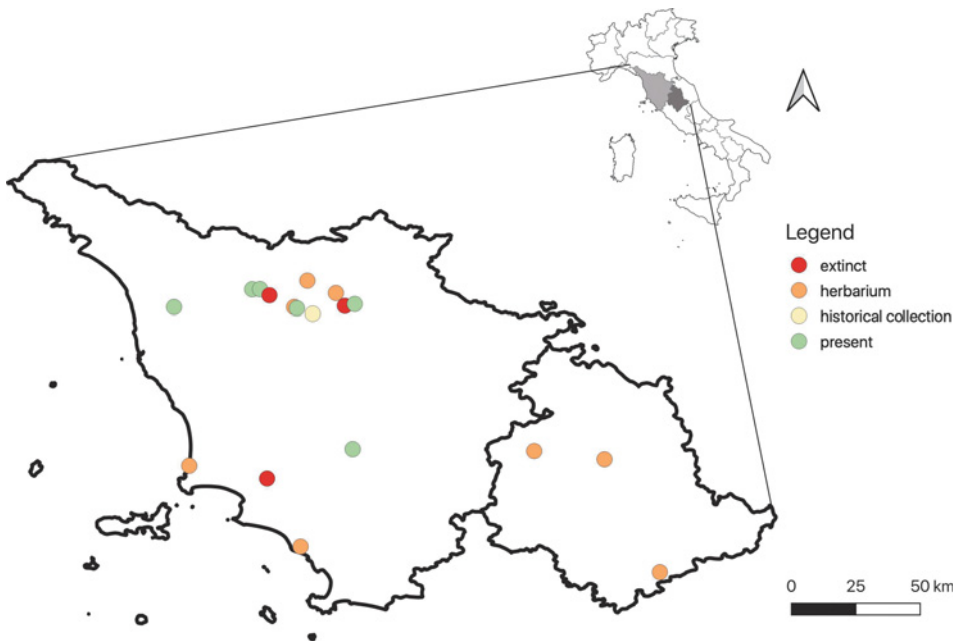 Legend
extinct
herbarium
historical collection
present
0 25 50 km